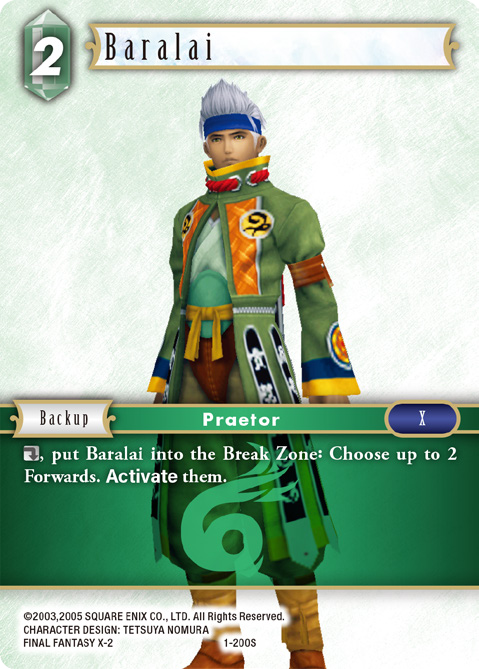 2
Baralai
Backup
Praetor
X
, put Baralai into the Break Zone: Choose up to 2
Forwards. Activate them.
©2003,2005 SQUARE ENIX CO., LTD. All Rights Reserved.
CHARACTER DESIGN: TETSUYA NOMURA
FINAL FANTASY X-2
1-200S